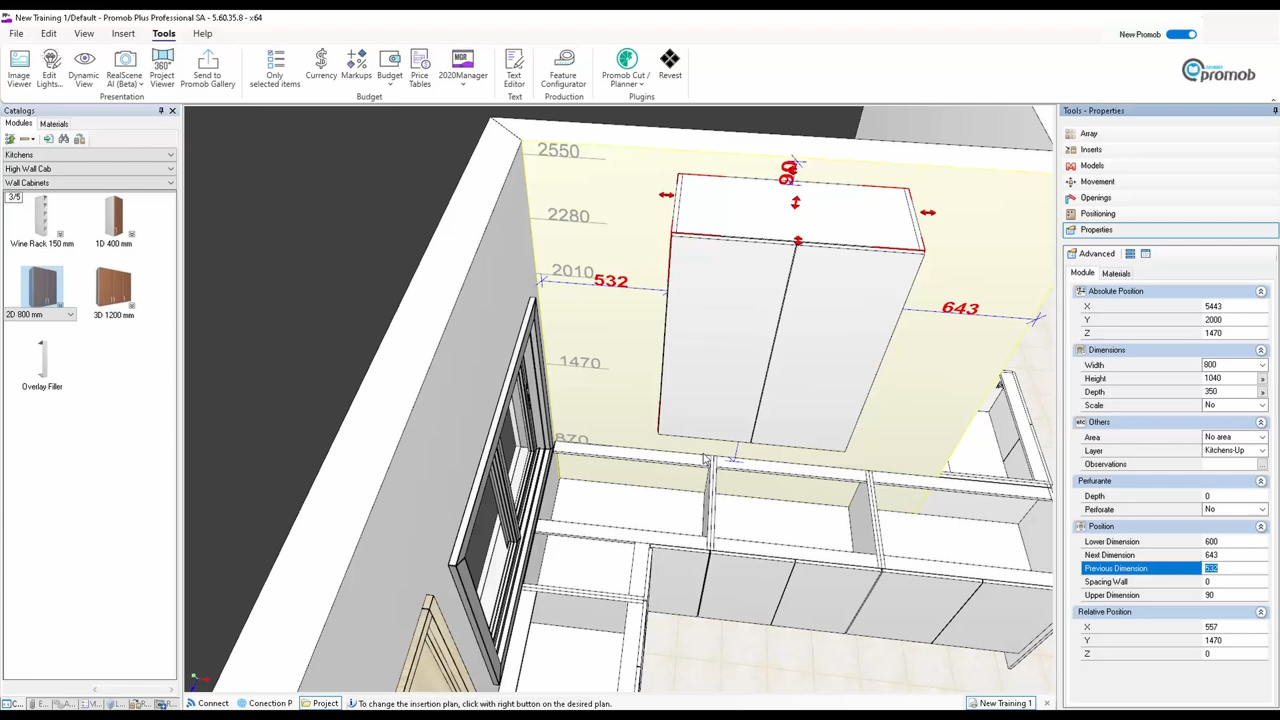 New Training 1/Default - Promob Plus Professional SA - 5.60.35.8 - x64
File Edit View Insert Tools Help
New Promob
promob
Image Viewer
Edit Lights...
Dynamic View
RealScene AI (Beta)
Project Viewer
Send to Promob Gallery
Only selected items
Currency
Markups
Budget
Price Tables
2020Manager
Text Editor
Feature Configurator
Promob Cut / Planner
Revest
Presentation
Budget
Text
Production
Plugins
Catalogs
Modules Materials
Kitchens
High Wall Cab
Wall Cabinets
3/5
Wine Rack 150 mm
1D 400 mm
2D 800 mm
3D 1200 mm
Overlay Filler
2550
2280
2010
1470
870
90
532
643
Tools - Properties
Array
Inserts
Models
Movement
Openings
Positioning
Properties
Advanced
Module Materials
Absolute Position
X 5443
Y 2000
Z 1470
Dimensions
Width 800
Height 1040
Depth 350
Scale No
Others
Area No area
Layer Kitchens-Up
Observations
Perfurante
Depth 0
Perforate No
Position
Lower Dimension 600
Next Dimension 643
Previous Dimension 532
Spacing Wall 0
Upper Dimension 90
Relative Position
X 557
Y 1470
Z 0
Connect
Conection P
Project
To change the insertion plan, click with right button on the desired plan.
New Training 1